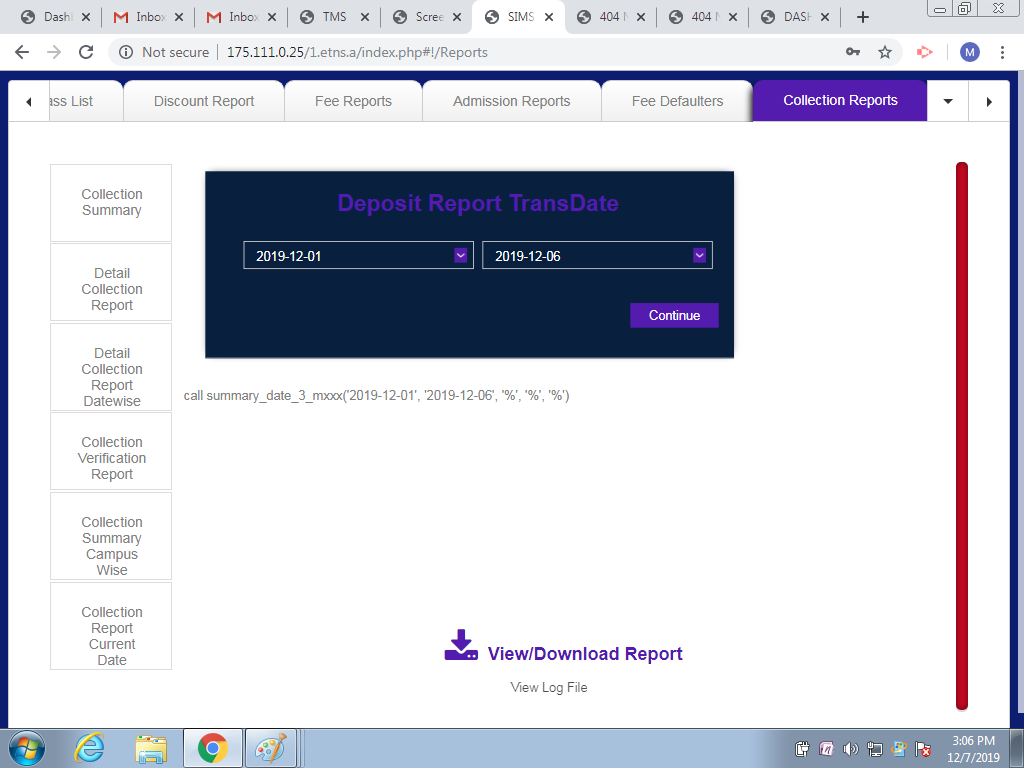 Dashl
Inbox
Inbox
TMS
Scree
SIMS
404 N
404 N
DASH
Not secure
175.111.0.25/1.etns.a/index.php#!/Reports
M
ass List
Discount Report
Fee Reports
Admission Reports
Fee Defaulters
Collection Reports
Collection
Summary
Detail
Collection
Report
Detail
Collection
Report
Datewise
Collection
Verification
Report
Collection
Summary
Campus
Wise
Collection
Report
Current
Date
Deposit Report TransDate
2019-12-01
2019-12-06
Continue
call summary_date_3_mxxx('2019-12-01', '2019-12-06', '%', '%', '%')
View/Download Report
View Log File
3:06 PM
12/7/2019